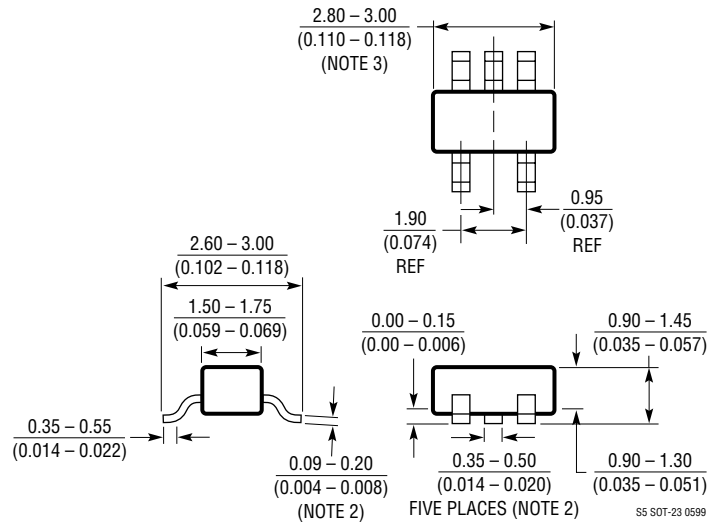 2.80 – 3.00
(0.110 – 0.118)
(NOTE 3)
1.90
(0.074)
REF
0.95
(0.037)
REF
2.60 – 3.00
(0.102 – 0.118)
1.50 – 1.75
(0.059 – 0.069)
0.00 – 0.15
(0.00 – 0.006)
0.90 – 1.45
(0.035 – 0.057)
0.35 – 0.55
(0.014 – 0.022)
0.09 – 0.20
(0.004 – 0.008)
(NOTE 2)
0.35 – 0.50
(0.014 – 0.020)
FIVE PLACES (NOTE 2)
0.90 – 1.30
(0.035 – 0.051)
S5 SOT-23 0599